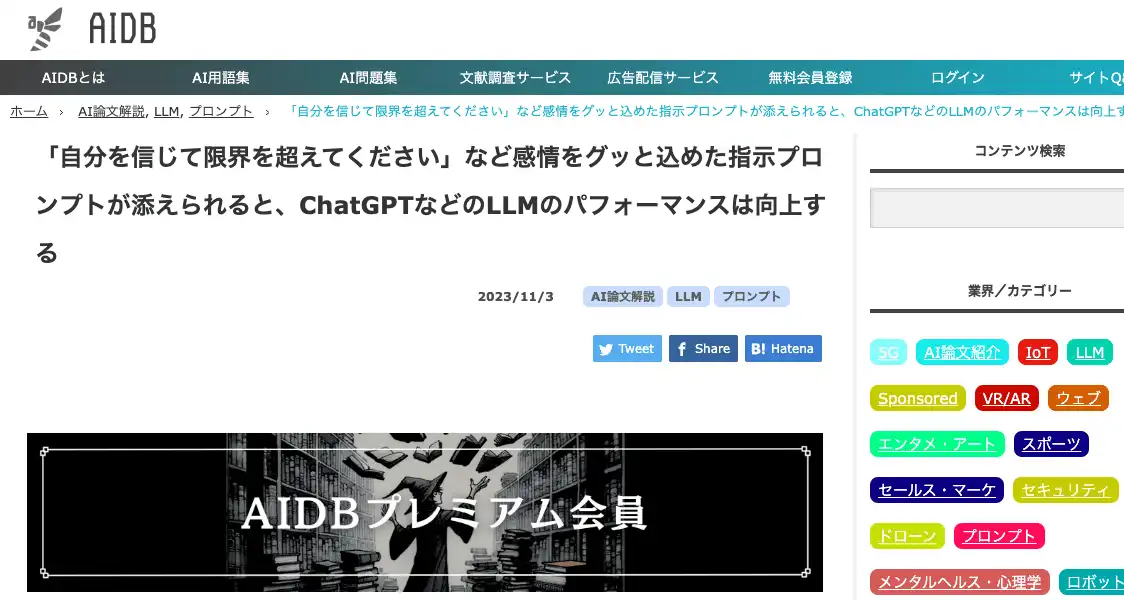 AIDB
AIDBとは AI用語集 AI問題集 文献調査サービス 広告配信サービス 無料会員登録 ログイン サイトQ&
ホーム › AI論文解説, LLM, プロンプト › 「自分を信じて限界を超えてください」など感情をグッと込めた指示プロンプトが添えられると、ChatGPTなどのLLMのパフォーマンスは向上す
「自分を信じて限界を超えてください」など感情をグッと込めた指示プロ
ンプトが添えられると、ChatGPTなどのLLMのパフォーマンスは向上す
る
2023/11/3 AI論文解説 LLM プロンプト
Tweet Share B! Hatena
AIDBプレミアム会員
コンテンツ検索
業界／カテゴリー
5G AI論文紹介 IoT LLM
Sponsored VR/AR ウェブ
エンタメ・アート スポーツ
セールス・マーケ セキュリティ
ドローン プロンプト
メンタルヘルス・心理学 ロボット